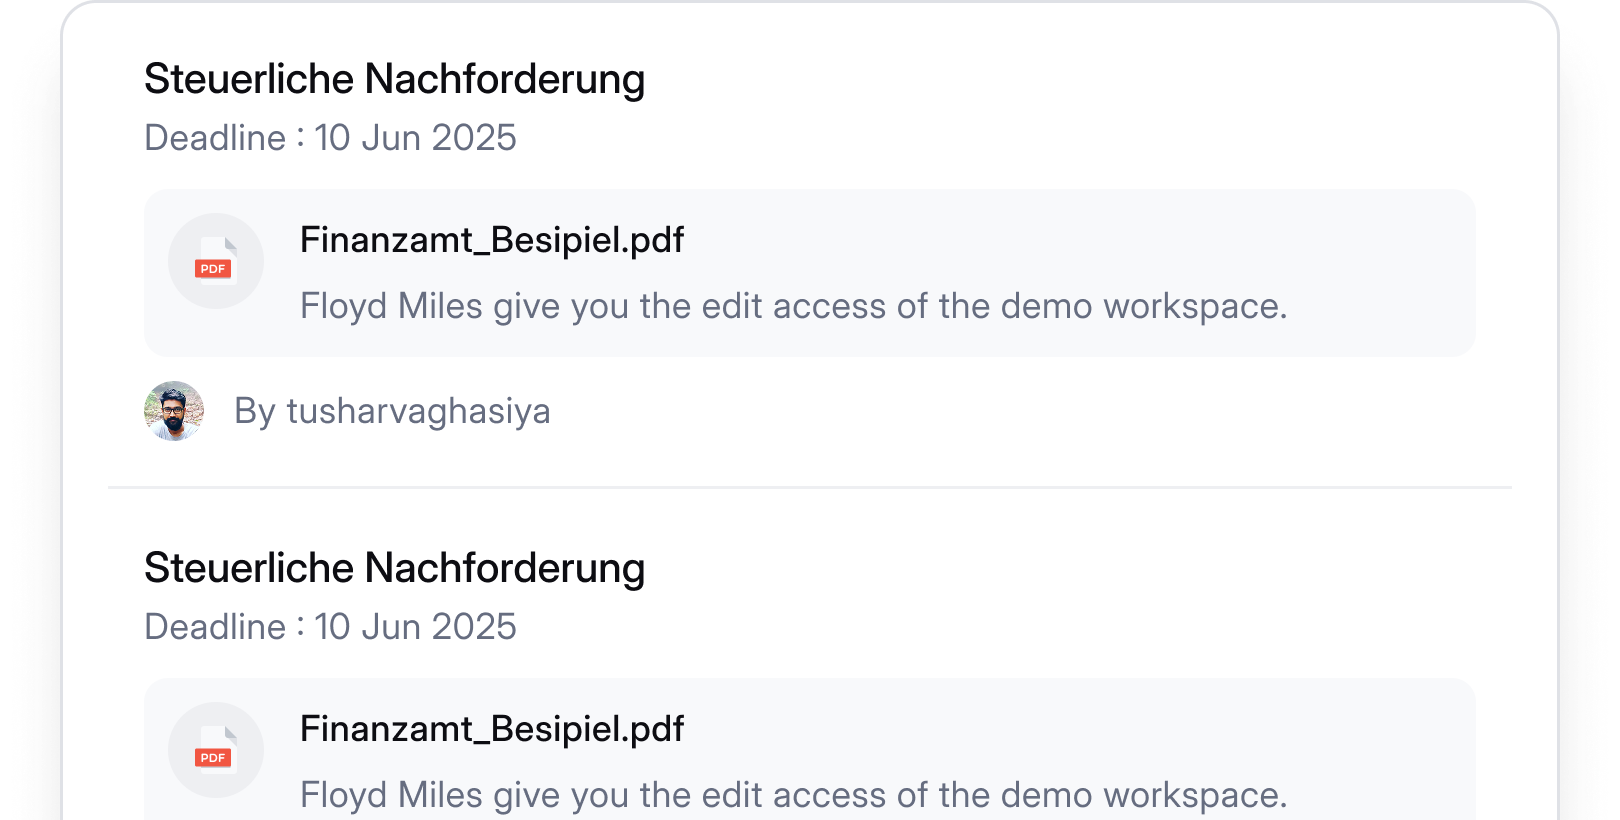 Steuerliche Nachforderung
Deadline : 10 Jun 2025
PDF
Finanzamt_Besipiel.pdf
Floyd Miles give you the edit access of the demo workspace.
By tusharvaghasiya
Steuerliche Nachforderung
Deadline : 10 Jun 2025
PDF
Finanzamt_Besipiel.pdf
Floyd Miles give you the edit access of the demo workspace.